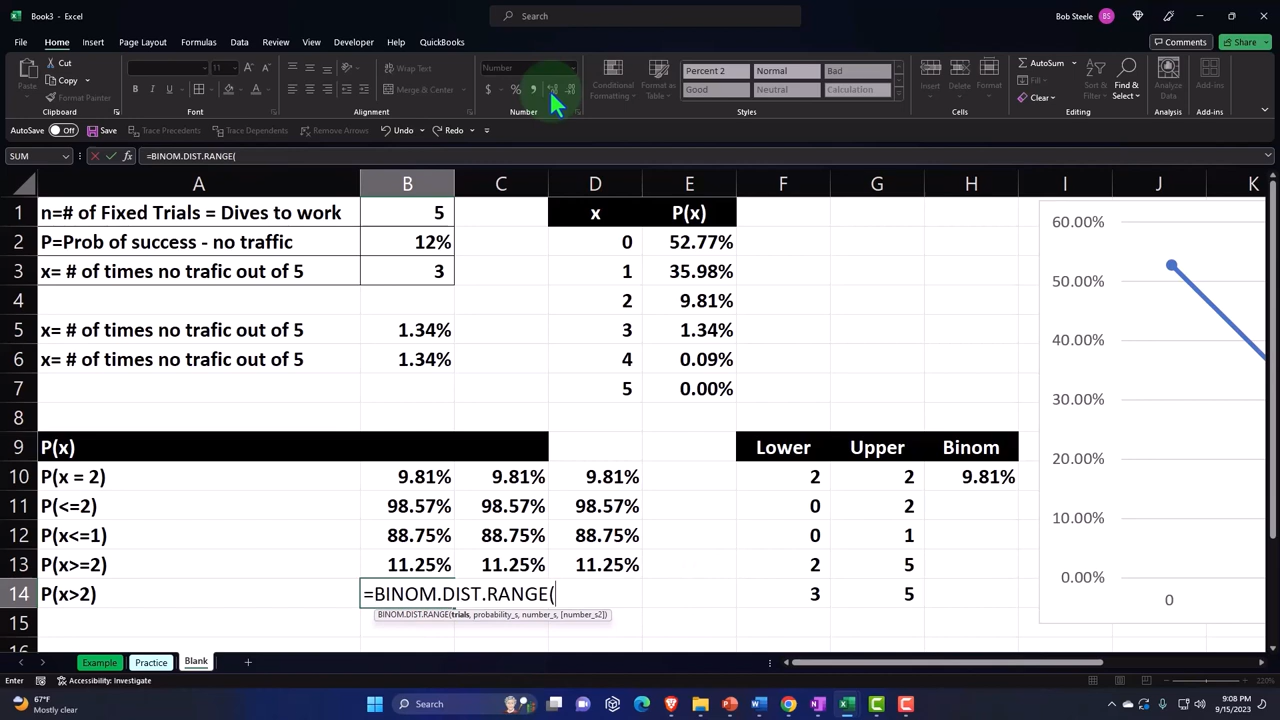 Book3 - Excel
Search
Bob Steele BS
File Home Insert Page Layout Formulas Data Review View Developer Help QuickBooks
Comments Share
Paste
Cut
Copy
Format Painter
Clipboard
11
B I U
Font
Wrap Text
Merge & Center
Alignment
Number
$ % ,
Number
Conditional Formatting
Format as Table
Percent 2 Normal Bad
Good Neutral Calculation
Styles
Insert Delete Format
Cells
AutoSum
Fill
Clear
Sort & Filter
Find & Select
Editing
Analyze Data
Analysis
Add-ins
Add-ins
AutoSave Off Save Trace Precedents Trace Dependents Remove Arrows Undo Redo
SUM fx =BINOM.DIST.RANGE(
A B C D E F G H I J K
1 n=# of Fixed Trials = Dives to work 5 x P(x)
2 P=Prob of success - no traffic 12% 0 52.77%
3 x= # of times no trafic out of 5 3 1 35.98%
4 2 9.81%
5 x= # of times no trafic out of 5 1.34% 3 1.34%
6 x= # of times no trafic out of 5 1.34% 4 0.09%
7 5 0.00%
8
9 P(x) Lower Upper Binom
10 P(x = 2) 9.81% 9.81% 9.81% 2 2 9.81%
11 P(<=2) 98.57% 98.57% 98.57% 0 2
12 P(x<=1) 88.75% 88.75% 88.75% 0 1
13 P(x>=2) 11.25% 11.25% 11.25% 2 5
14 P(x>2) =BINOM.DIST.RANGE( 3 5
BINOM.DIST.RANGE(trials, probability_s, number_s, [number_s2])
15
16
60.00%
50.00%
40.00%
30.00%
20.00%
10.00%
0.00%
0
Example Practice Blank
Enter Accessibility: Investigate 220%
67°F
Mostly clear
Search
9:08 PM
9/15/2023